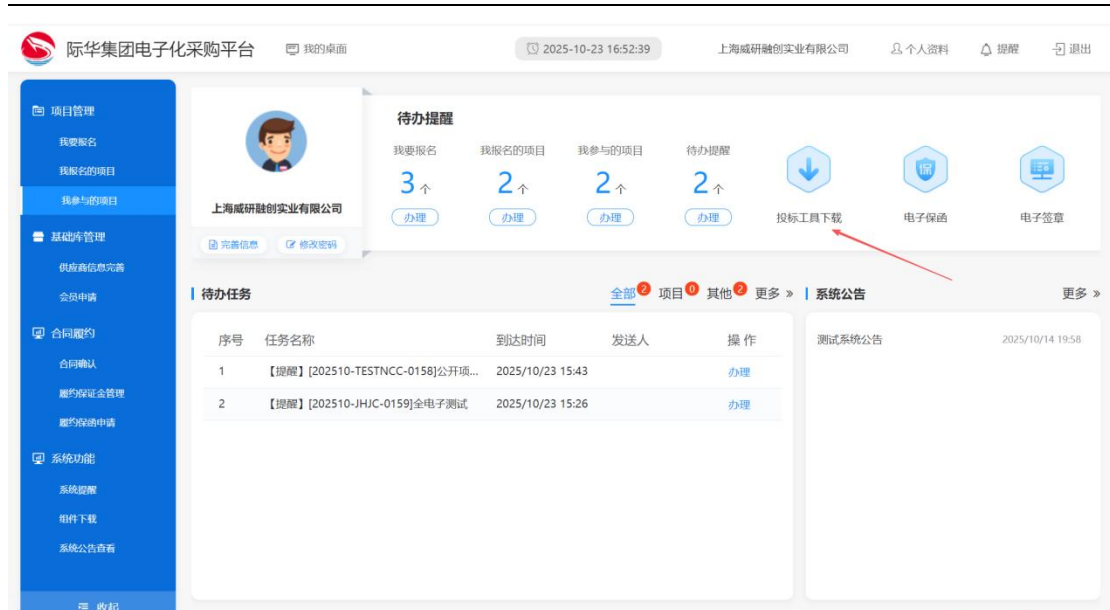 际华集团电子化采购平台 我的桌面 2025-10-23 16:52:39 上海威研融创实业有限公司 个人资料 提醒 退出
项目管理
我要报名
我报名的项目
我参与的项目
基础库管理
供应商信息完善
会员申请
合同履约
合同确认
履约保证金管理
履约保函申请
系统功能
系统提醒
组件下载
系统公告查看
收起
上海威研融创实业有限公司
完善信息 修改密码
待办提醒
我要报名 我报名的项目 我参与的项目 待办提醒
3 个 2 个 2 个 2 个
办理 办理 办理 办理
保
投标工具下载 电子保函 电子签章
待办任务 全部 2 项目 0 其他 2 更多 »
序号 任务名称 到达时间 发送人 操作
1 【提醒】[202510-TESTNCC-0158]公开项... 2025/10/23 15:43 办理
2 【提醒】[202510-JHJC-0159]全电子测试 2025/10/23 15:26 办理
系统公告 更多 »
测试系统公告 2025/10/14 19:58